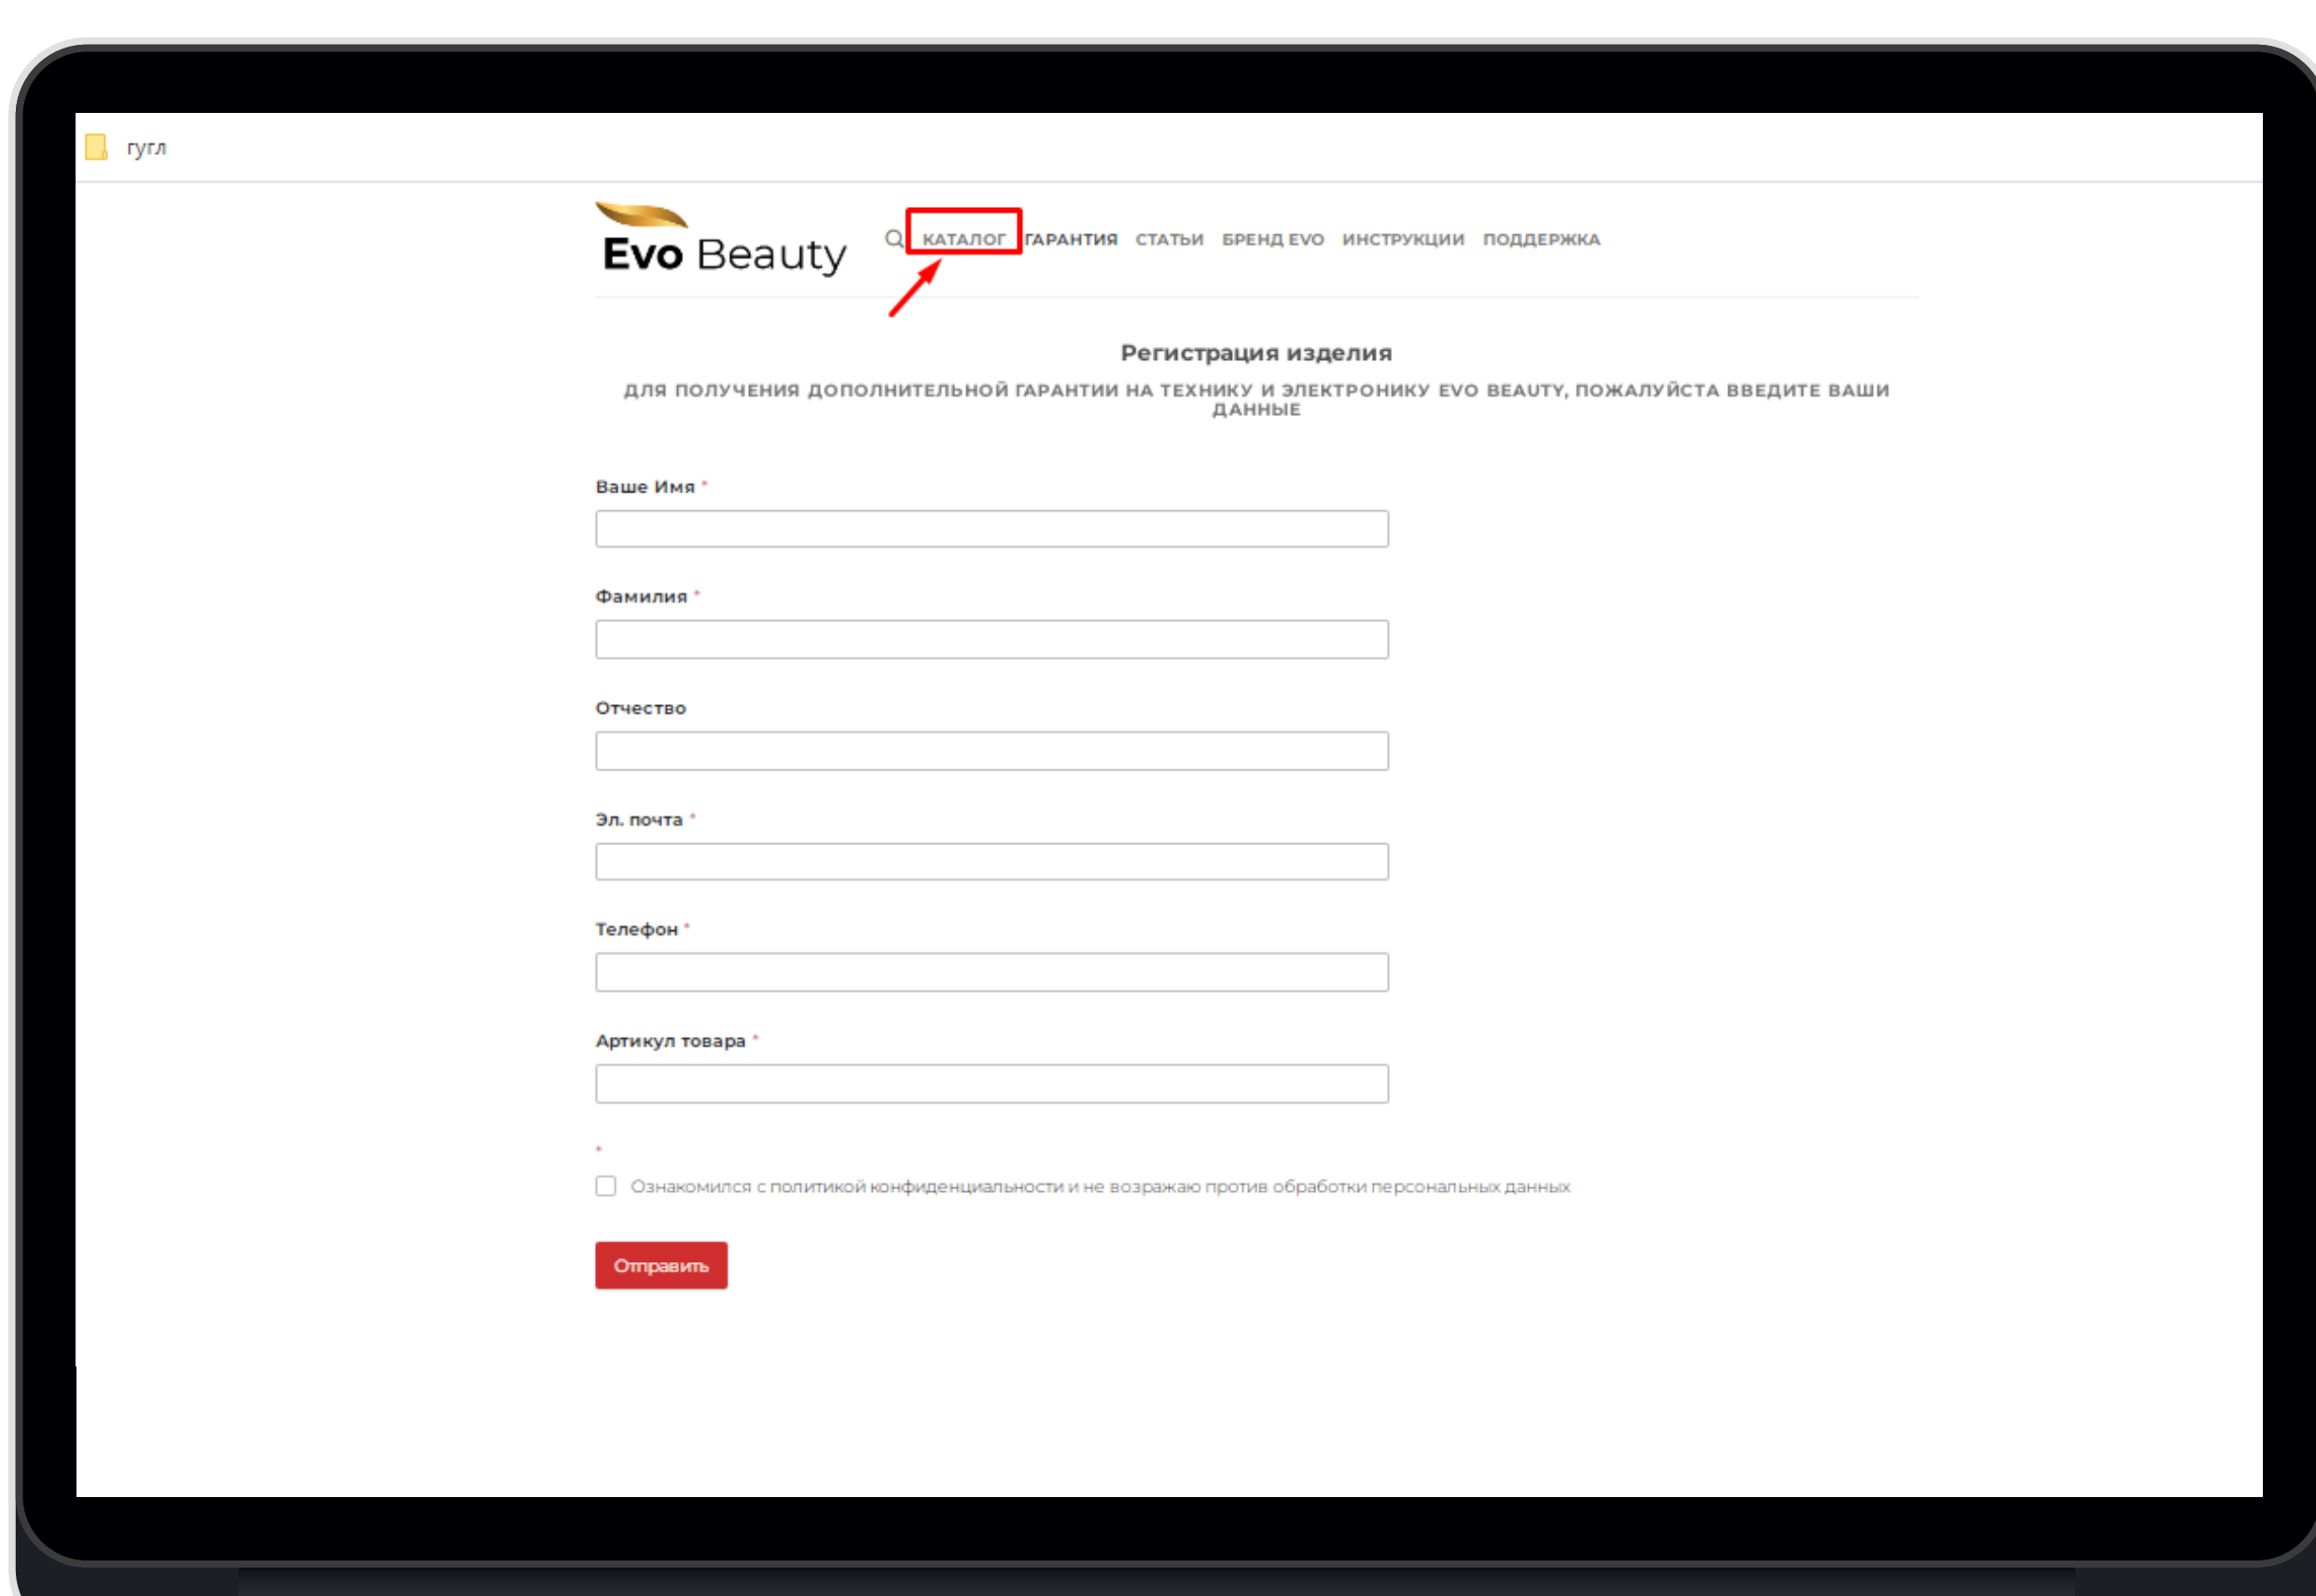 гугл
Evo Beauty
КАТАЛОГ ГАРАНТИЯ СТАТЬИ БРЕНД EVO ИНСТРУКЦИИ ПОДДЕРЖКА
Регистрация изделия
ДЛЯ ПОЛУЧЕНИЯ ДОПОЛНИТЕЛЬНОЙ ГАРАНТИИ НА ТЕХНИКУ И ЭЛЕКТРОНИКУ EVO BEAUTY, ПОЖАЛУЙСТА ВВЕДИТЕ ВАШИ
ДАННЫЕ
Ваше Имя *
Фамилия *
Отчество
Эл. почта *
Телефон *
Артикул товара *
*
Ознакомился с политикой конфиденциальности и не возражаю против обработки персональных данных
Отправить